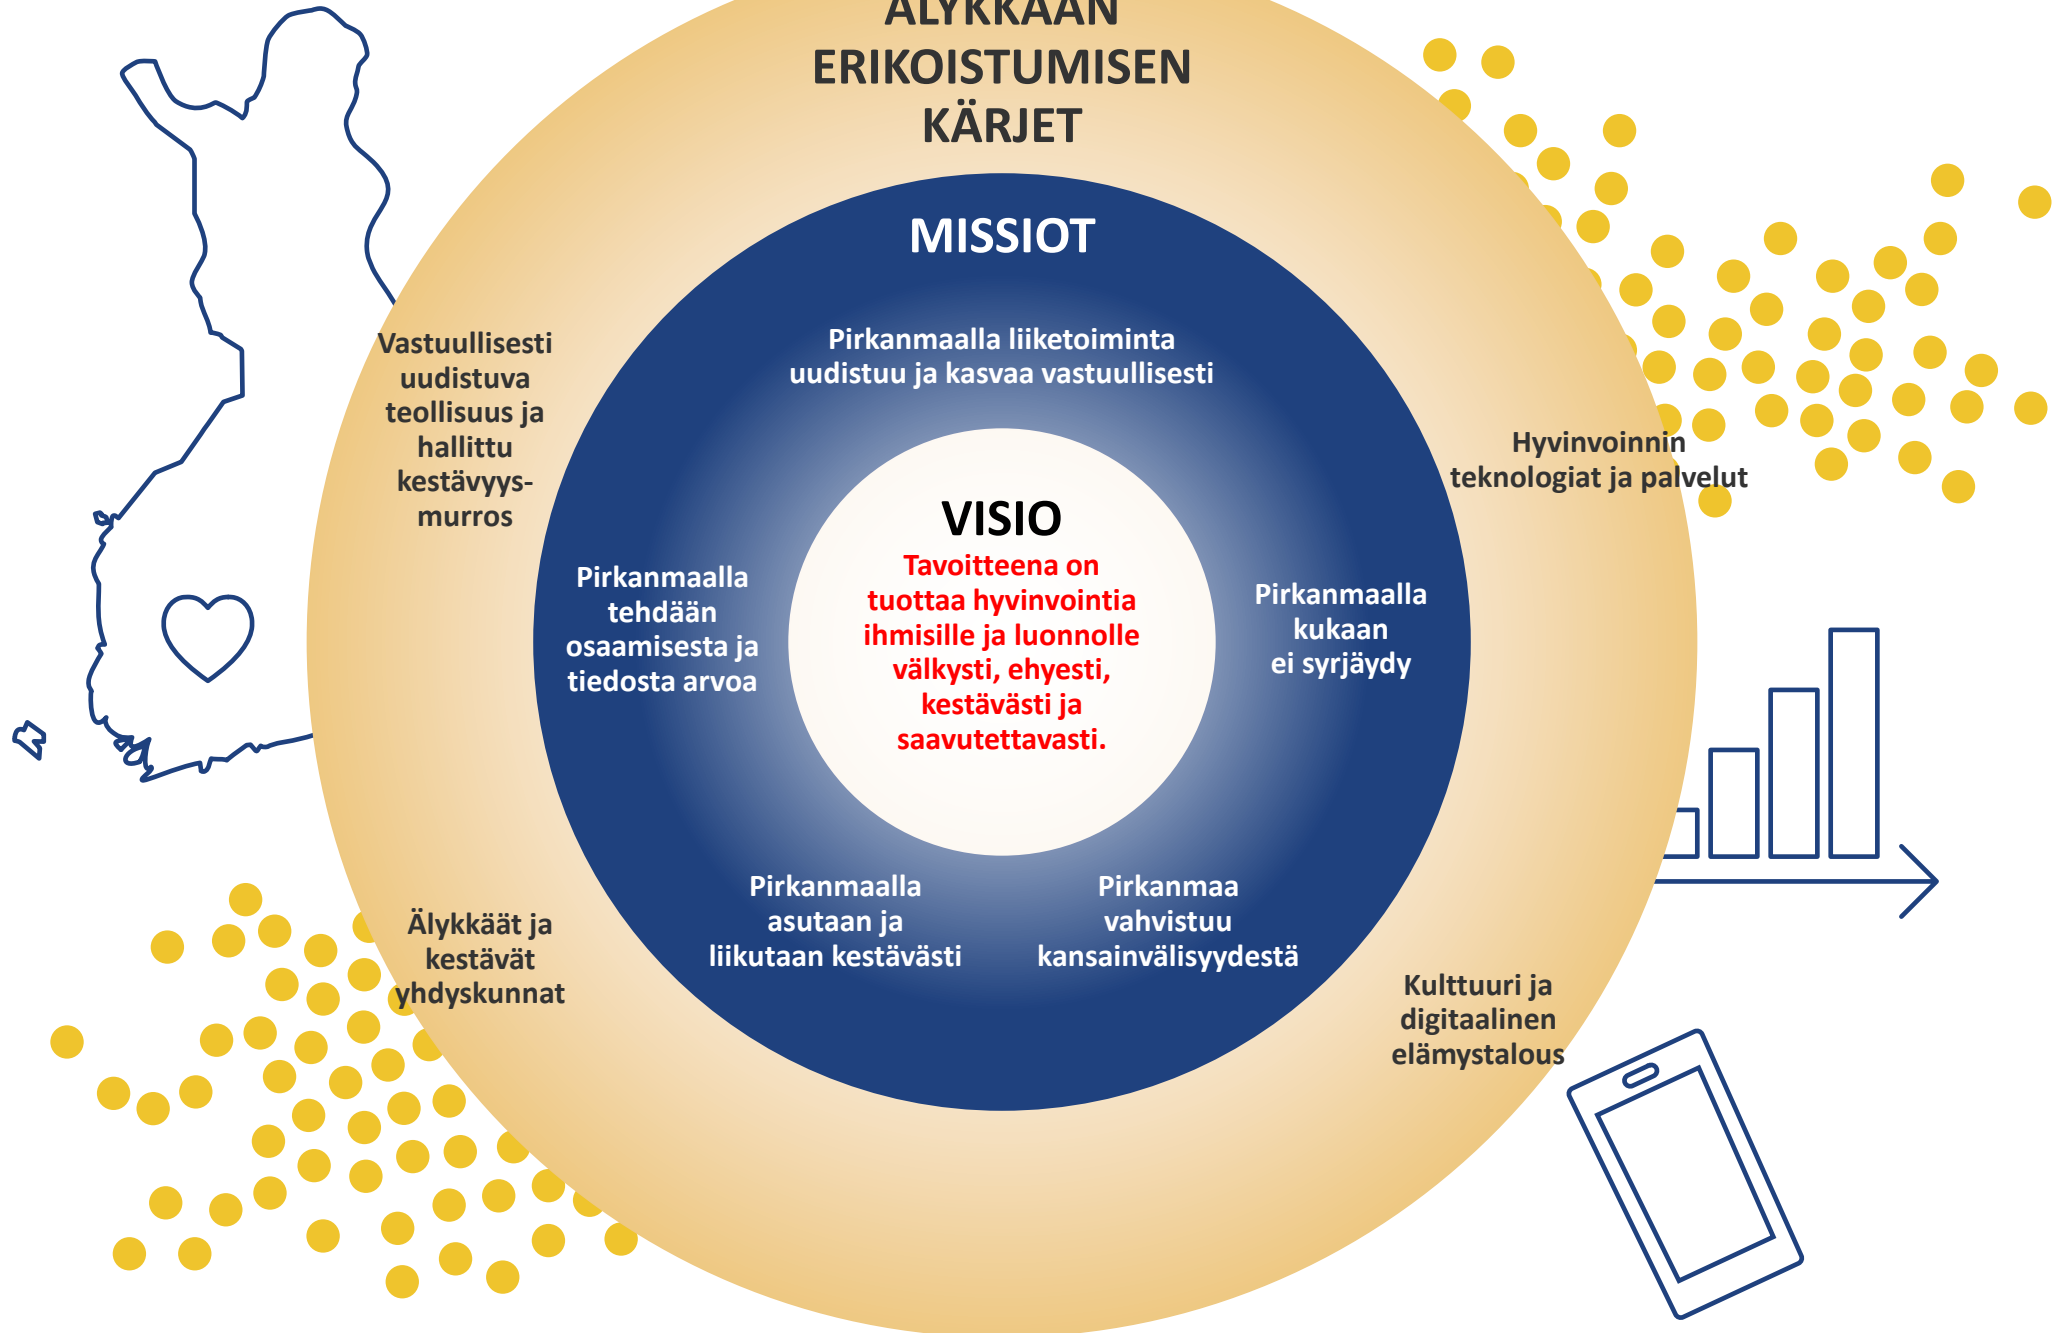 ÄLYKKÄÄN
ERIKOISTUMISEN
KÄRJET
MISSIOT
Pirkanmaalla liiketoiminta
uudistuu ja kasvaa vastuullisesti
Vastuullisesti
uudistuva
teollisuus ja
hallittu
kestävyys-
murros
Hyvinvoinnin
teknologiat ja palvelut
VISIO
Tavoitteena on
tuottaa hyvinvointia
ihmisille ja luonnolle
välkysti, ehyesti,
kestävästi ja
saavutettavasti.
Pirkanmaalla
tehdään
osaamisesta ja
tiedosta arvoa
Pirkanmaalla
kukaan
ei syrjäydy
Pirkanmaalla
asutaan ja
liikutaan kestävästi
Pirkanmaa
vahvistuu
kansainvälisyydestä
Älykkäät ja
kestävät
yhdyskunnat
Kulttuuri ja
digitaalinen
elämystalous